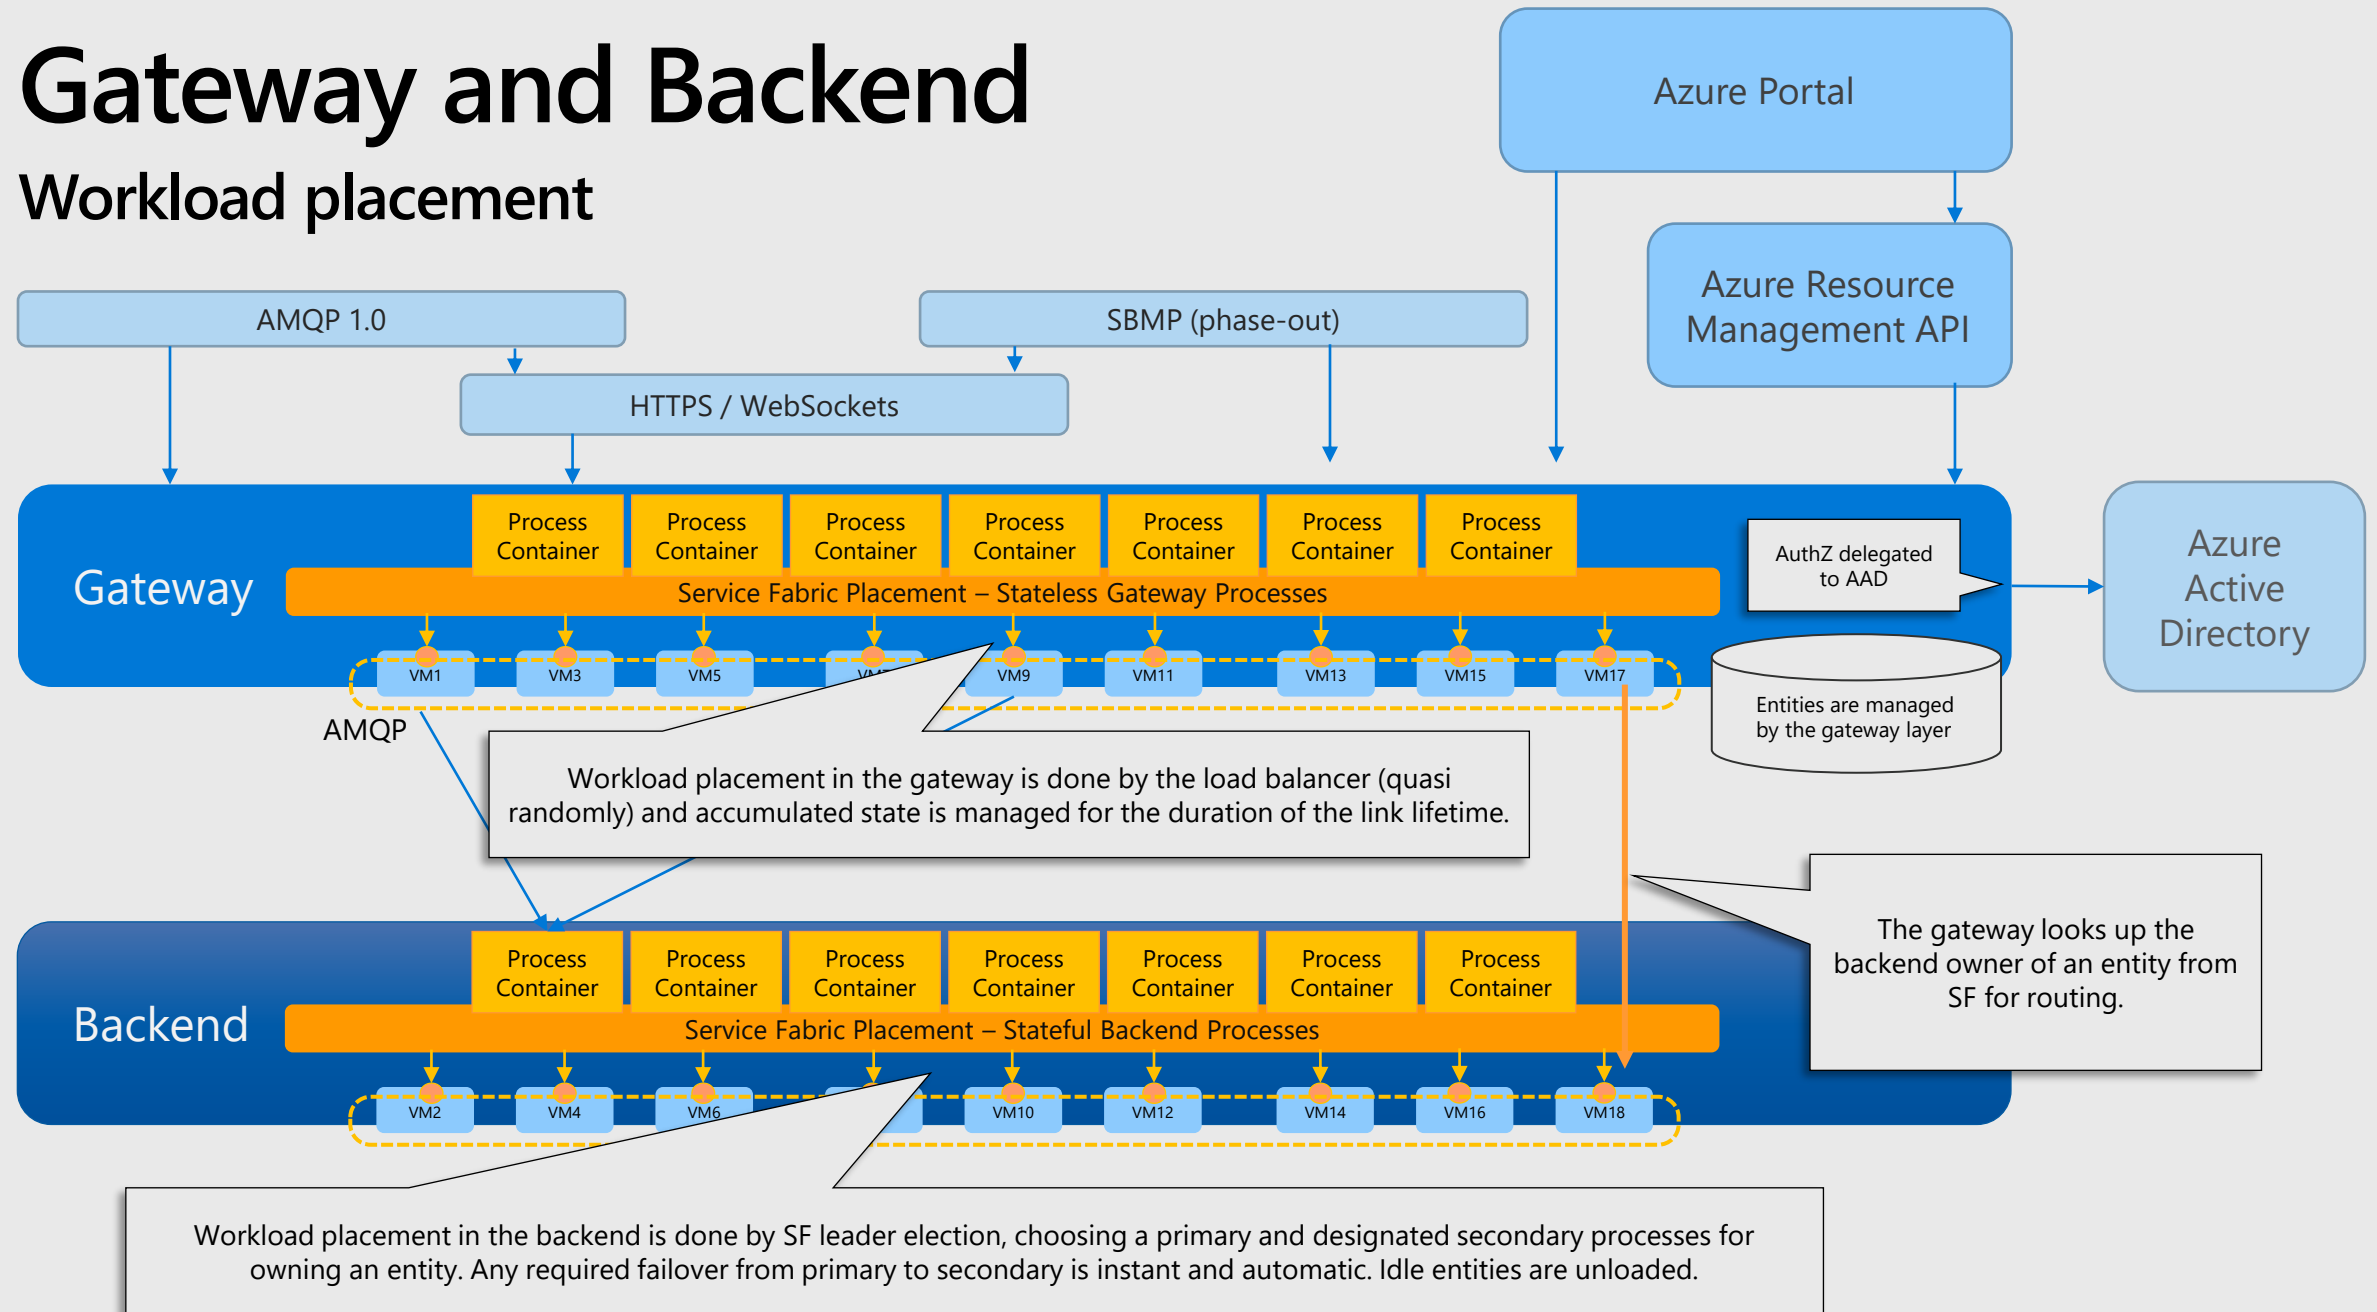 Gateway and Backend
Workload placement
Azure Portal
Azure Resource
Management API
AMQP 1.0
SBMP (phase-out)
HTTPS / WebSockets
Gateway
Process
Container
Process
Container
Process
Container
Process
Container
Process
Container
Process
Container
Process
Container
Service Fabric Placement – Stateless Gateway Processes
AuthZ delegated
to AAD
Azure
Active
Directory
VM1
VM3
VM5
VM9
VM11
VM13
VM15
VM17
Entities are managed
by the gateway layer
AMQP
Workload placement in the gateway is done by the load balancer (quasi
randomly) and accumulated state is managed for the duration of the link lifetime.
The gateway looks up the
backend owner of an entity from
SF for routing.
Backend
Process
Container
Process
Container
Process
Container
Process
Container
Process
Container
Process
Container
Process
Container
Service Fabric Placement – Stateful Backend Processes
VM2
VM4
VM6
VM10
VM12
VM14
VM16
VM18
Workload placement in the backend is done by SF leader election, choosing a primary and designated secondary processes for
owning an entity. Any required failover from primary to secondary is instant and automatic. Idle entities are unloaded.